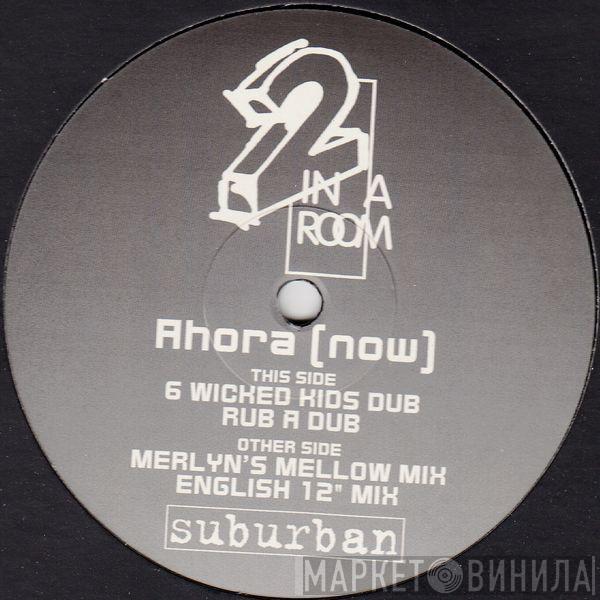 2
IN A
ROOM
Ahora (now)
THIS SIDE
6 WICKED KIDS DUB
RUB A DUB
OTHER SIDE
MERLYN'S MELLOW MIX
ENGLISH 12" MIX
suburban
МАРКЕТ ВИНИЛА